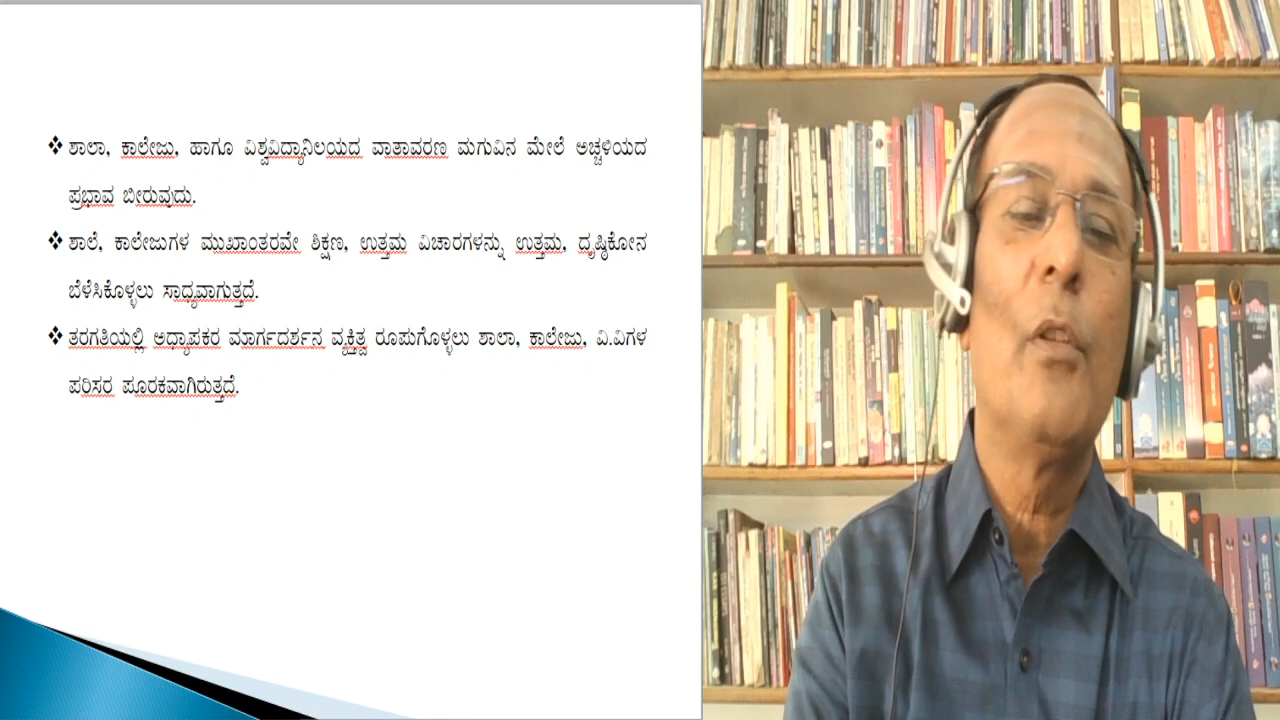 ❖ ಶಾಲಾ, ಕಾಲೇಜು, ಹಾಗೂ ವಿಶ್ವವಿದ್ಯಾನಿಲಯದ ವಾತಾವರಣ ಮಗುವಿನ ಮೇಲೆ ಅಚ್ಚಳಿಯದ
ಪ್ರಭಾವ ಬೀರುವುದು.
❖ ಶಾಲೆ, ಕಾಲೇಜುಗಳ ಮುಖಾಂತರವೇ ಶಿಕ್ಷಣ, ಉತ್ತಮ ವಿಚಾರಗಳನ್ನು ಉತ್ತಮ, ದೃಷ್ಠಿಕೋನ
ಬೆಳೆಸಿಕೊಳ್ಳಲು ಸಾಧ್ಯವಾಗುತ್ತದೆ.
❖ ತರಗತಿಯಲ್ಲಿ ಅಧ್ಯಾಪಕರ ಮಾರ್ಗದರ್ಶನ ವ್ಯಕ್ತಿತ್ವ ರೂಪುಗೊಳ್ಳಲು ಶಾಲಾ, ಕಾಲೇಜು, ವಿ.ವಿಗಳ
ಪರಿಸರ ಪೂರಕವಾಗಿರುತ್ತದೆ.